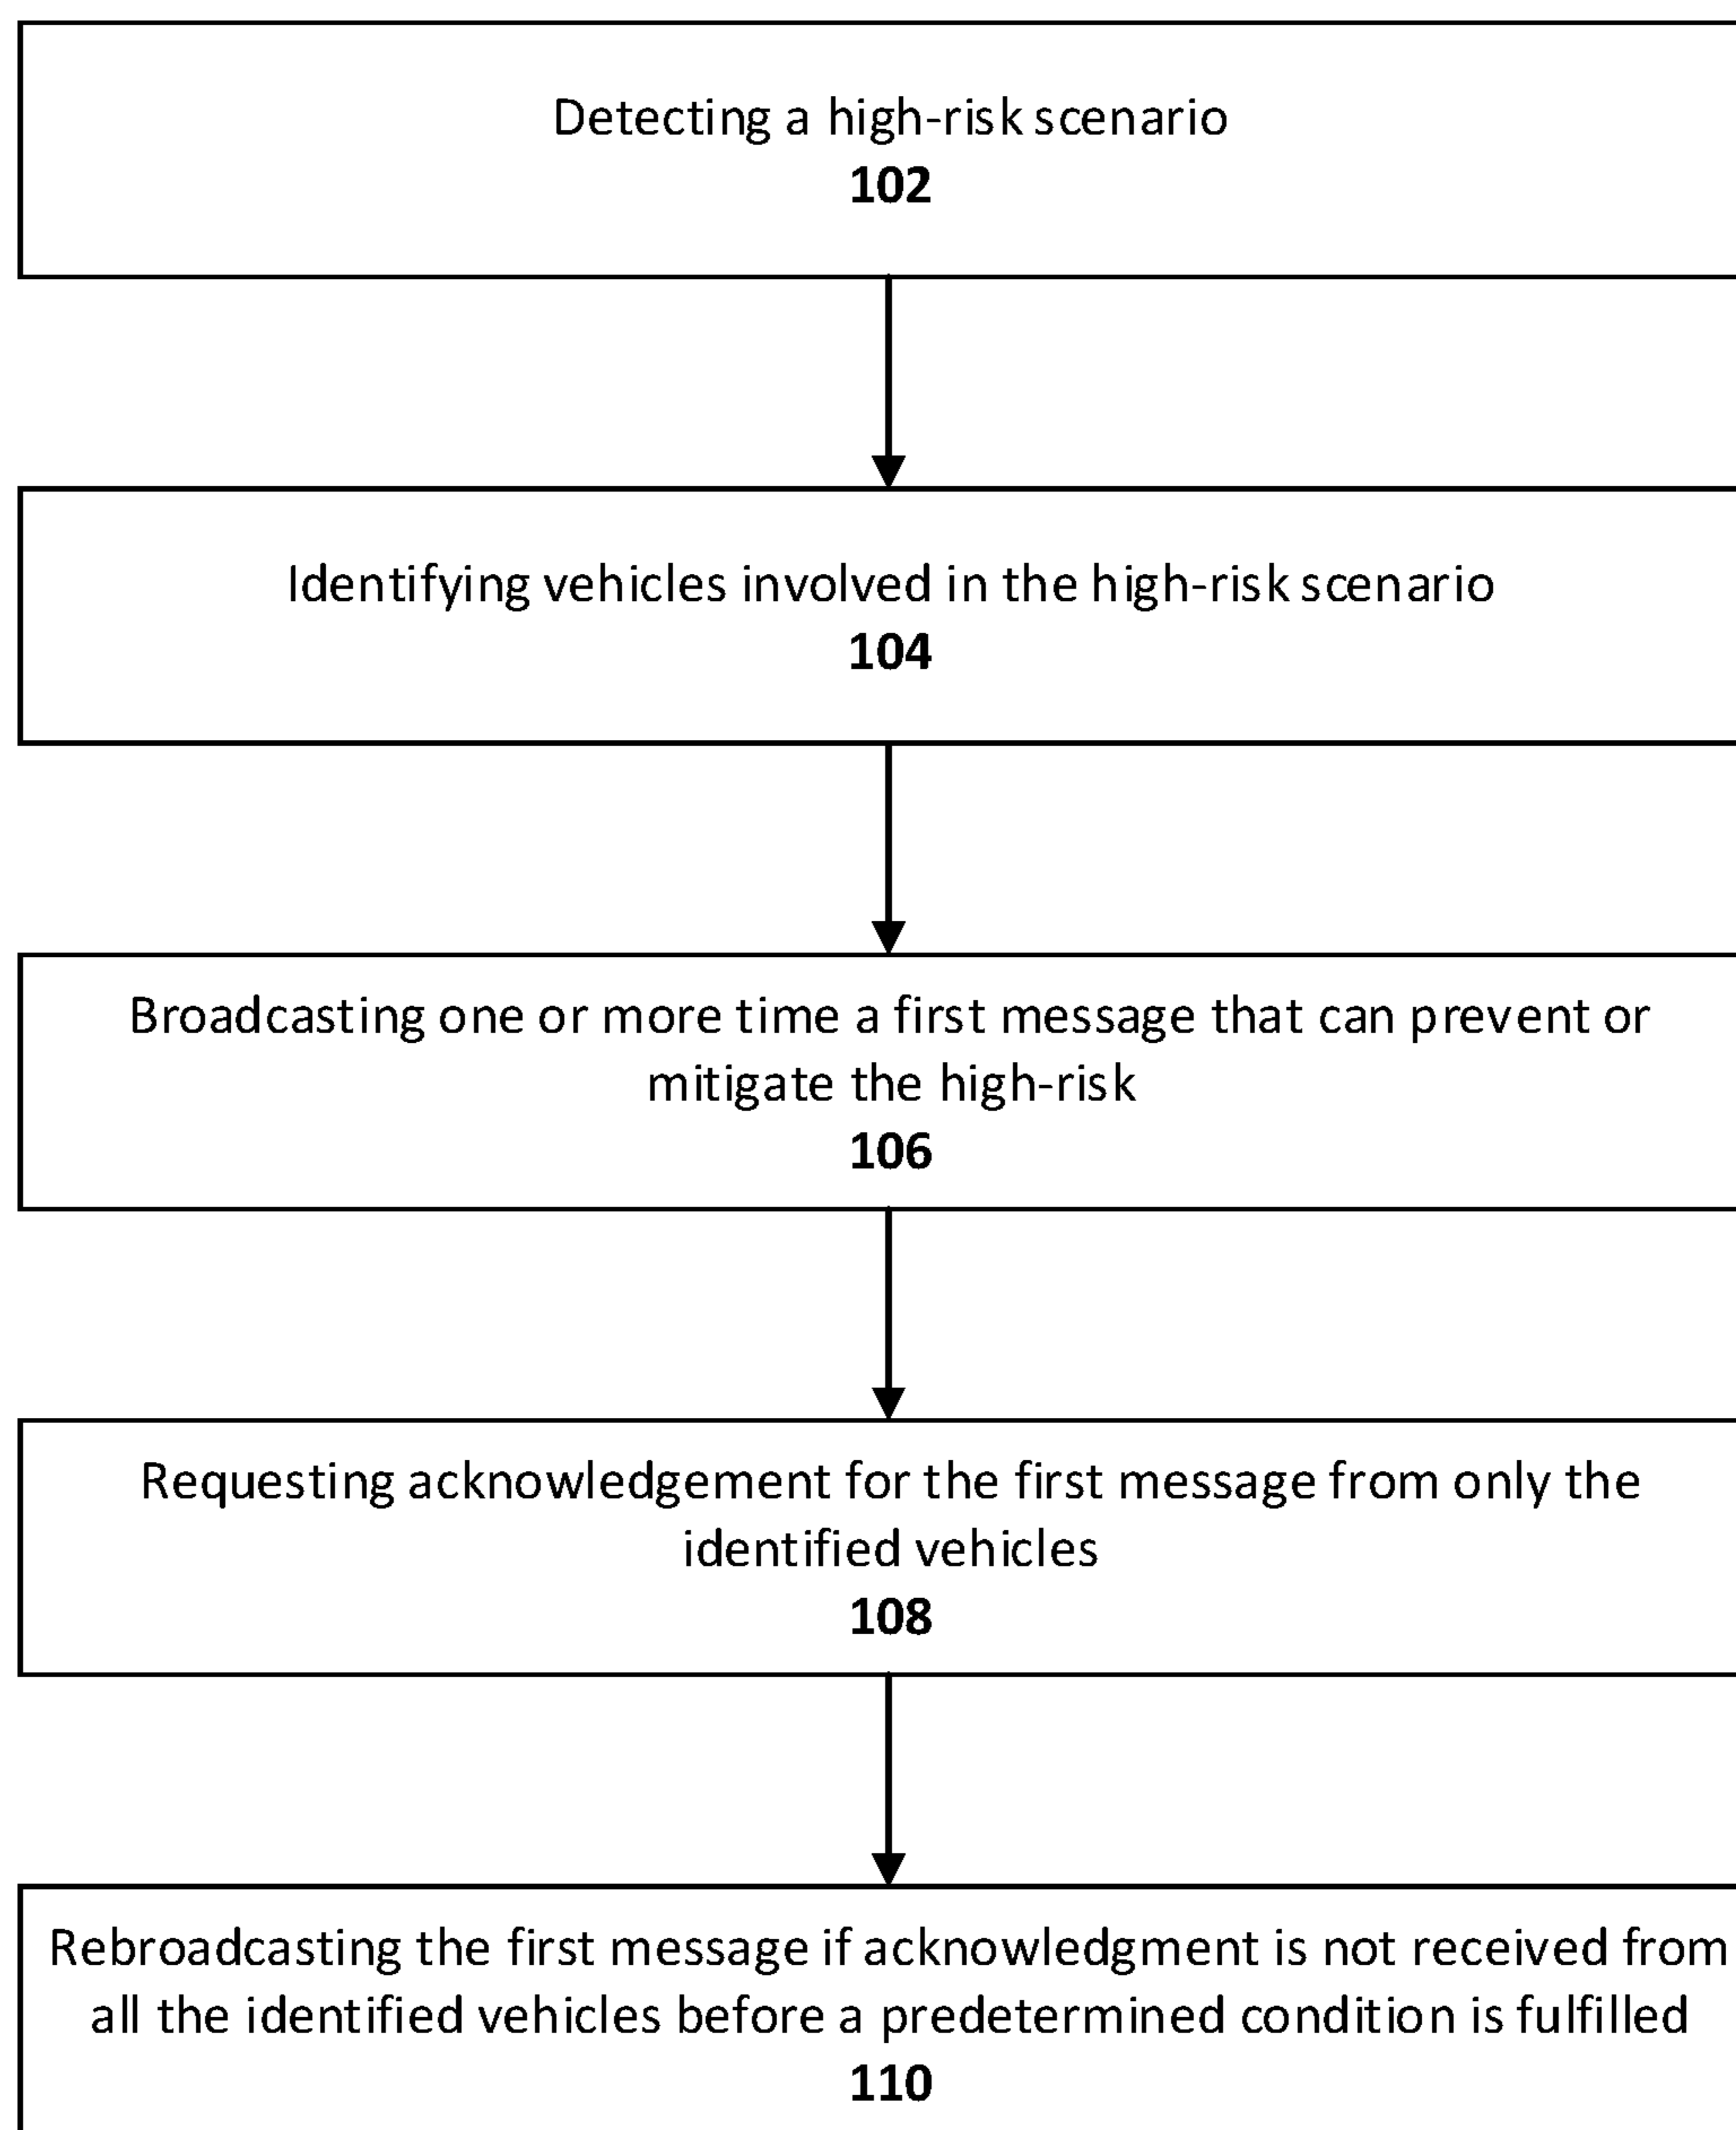 Detecting a high-risk scenario
102
Identifying vehicles involved in the high-risk scenario
104
Broadcasting one or more time a first message that can prevent or
mitigate the high-risk
106
Requesting acknowledgement for the first message from only the
identified vehicles
108
Rebroadcasting the first message if acknowledgment is not received from
all the identified vehicles before a predetermined condition is fulfilled
110